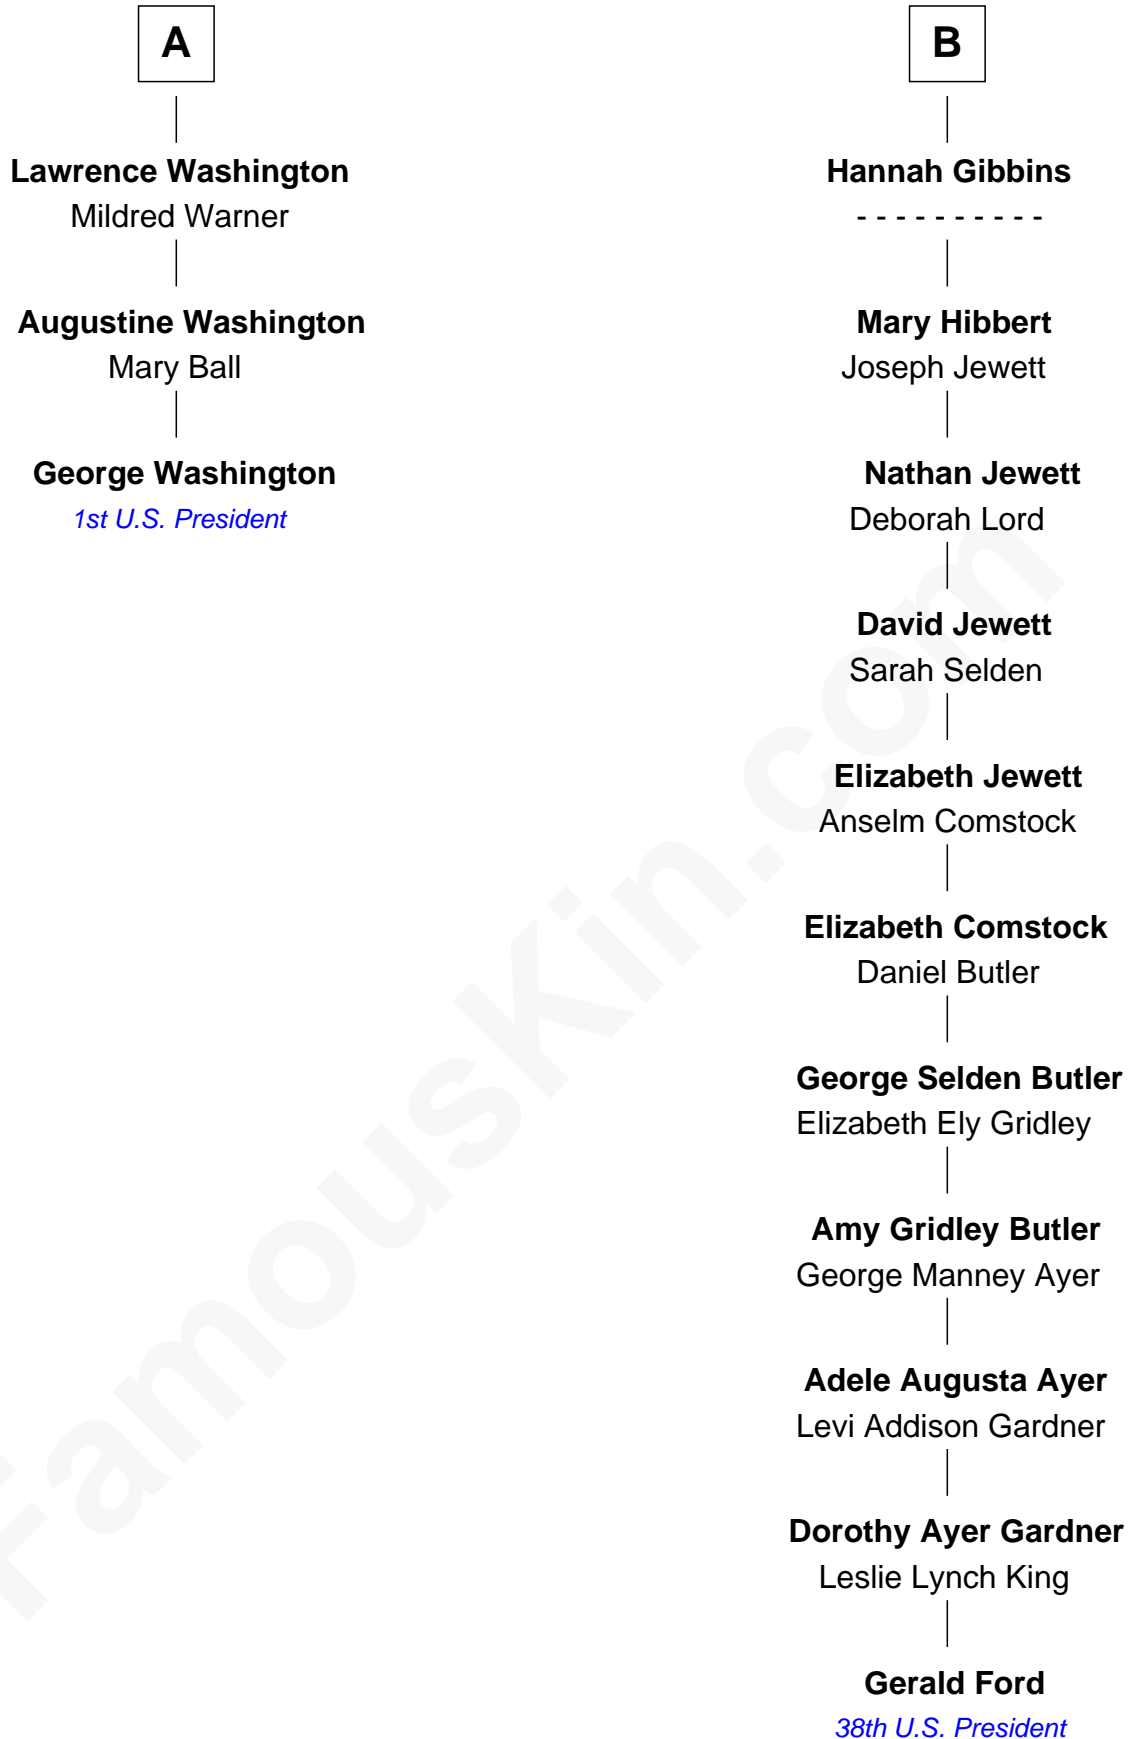 A
Lawrence Washington
Mildred Warner
Augustine Washington
Mary Ball
George Washington
1st U.S. President
B
Hannah Gibbins
- - - - - - - - - -
Mary Hibbert
Joseph Jewett
Nathan Jewett
Deborah Lord
David Jewett
Sarah Selden
Elizabeth Jewett
Anselm Comstock
Elizabeth Comstock
Daniel Butler
George Selden Butler
Elizabeth Ely Gridley
Amy Gridley Butler
George Manney Ayer
Adele Augusta Ayer
Levi Addison Gardner
Dorothy Ayer Gardner
Leslie Lynch King
Gerald Ford
38th U.S. President
FamousKin.com